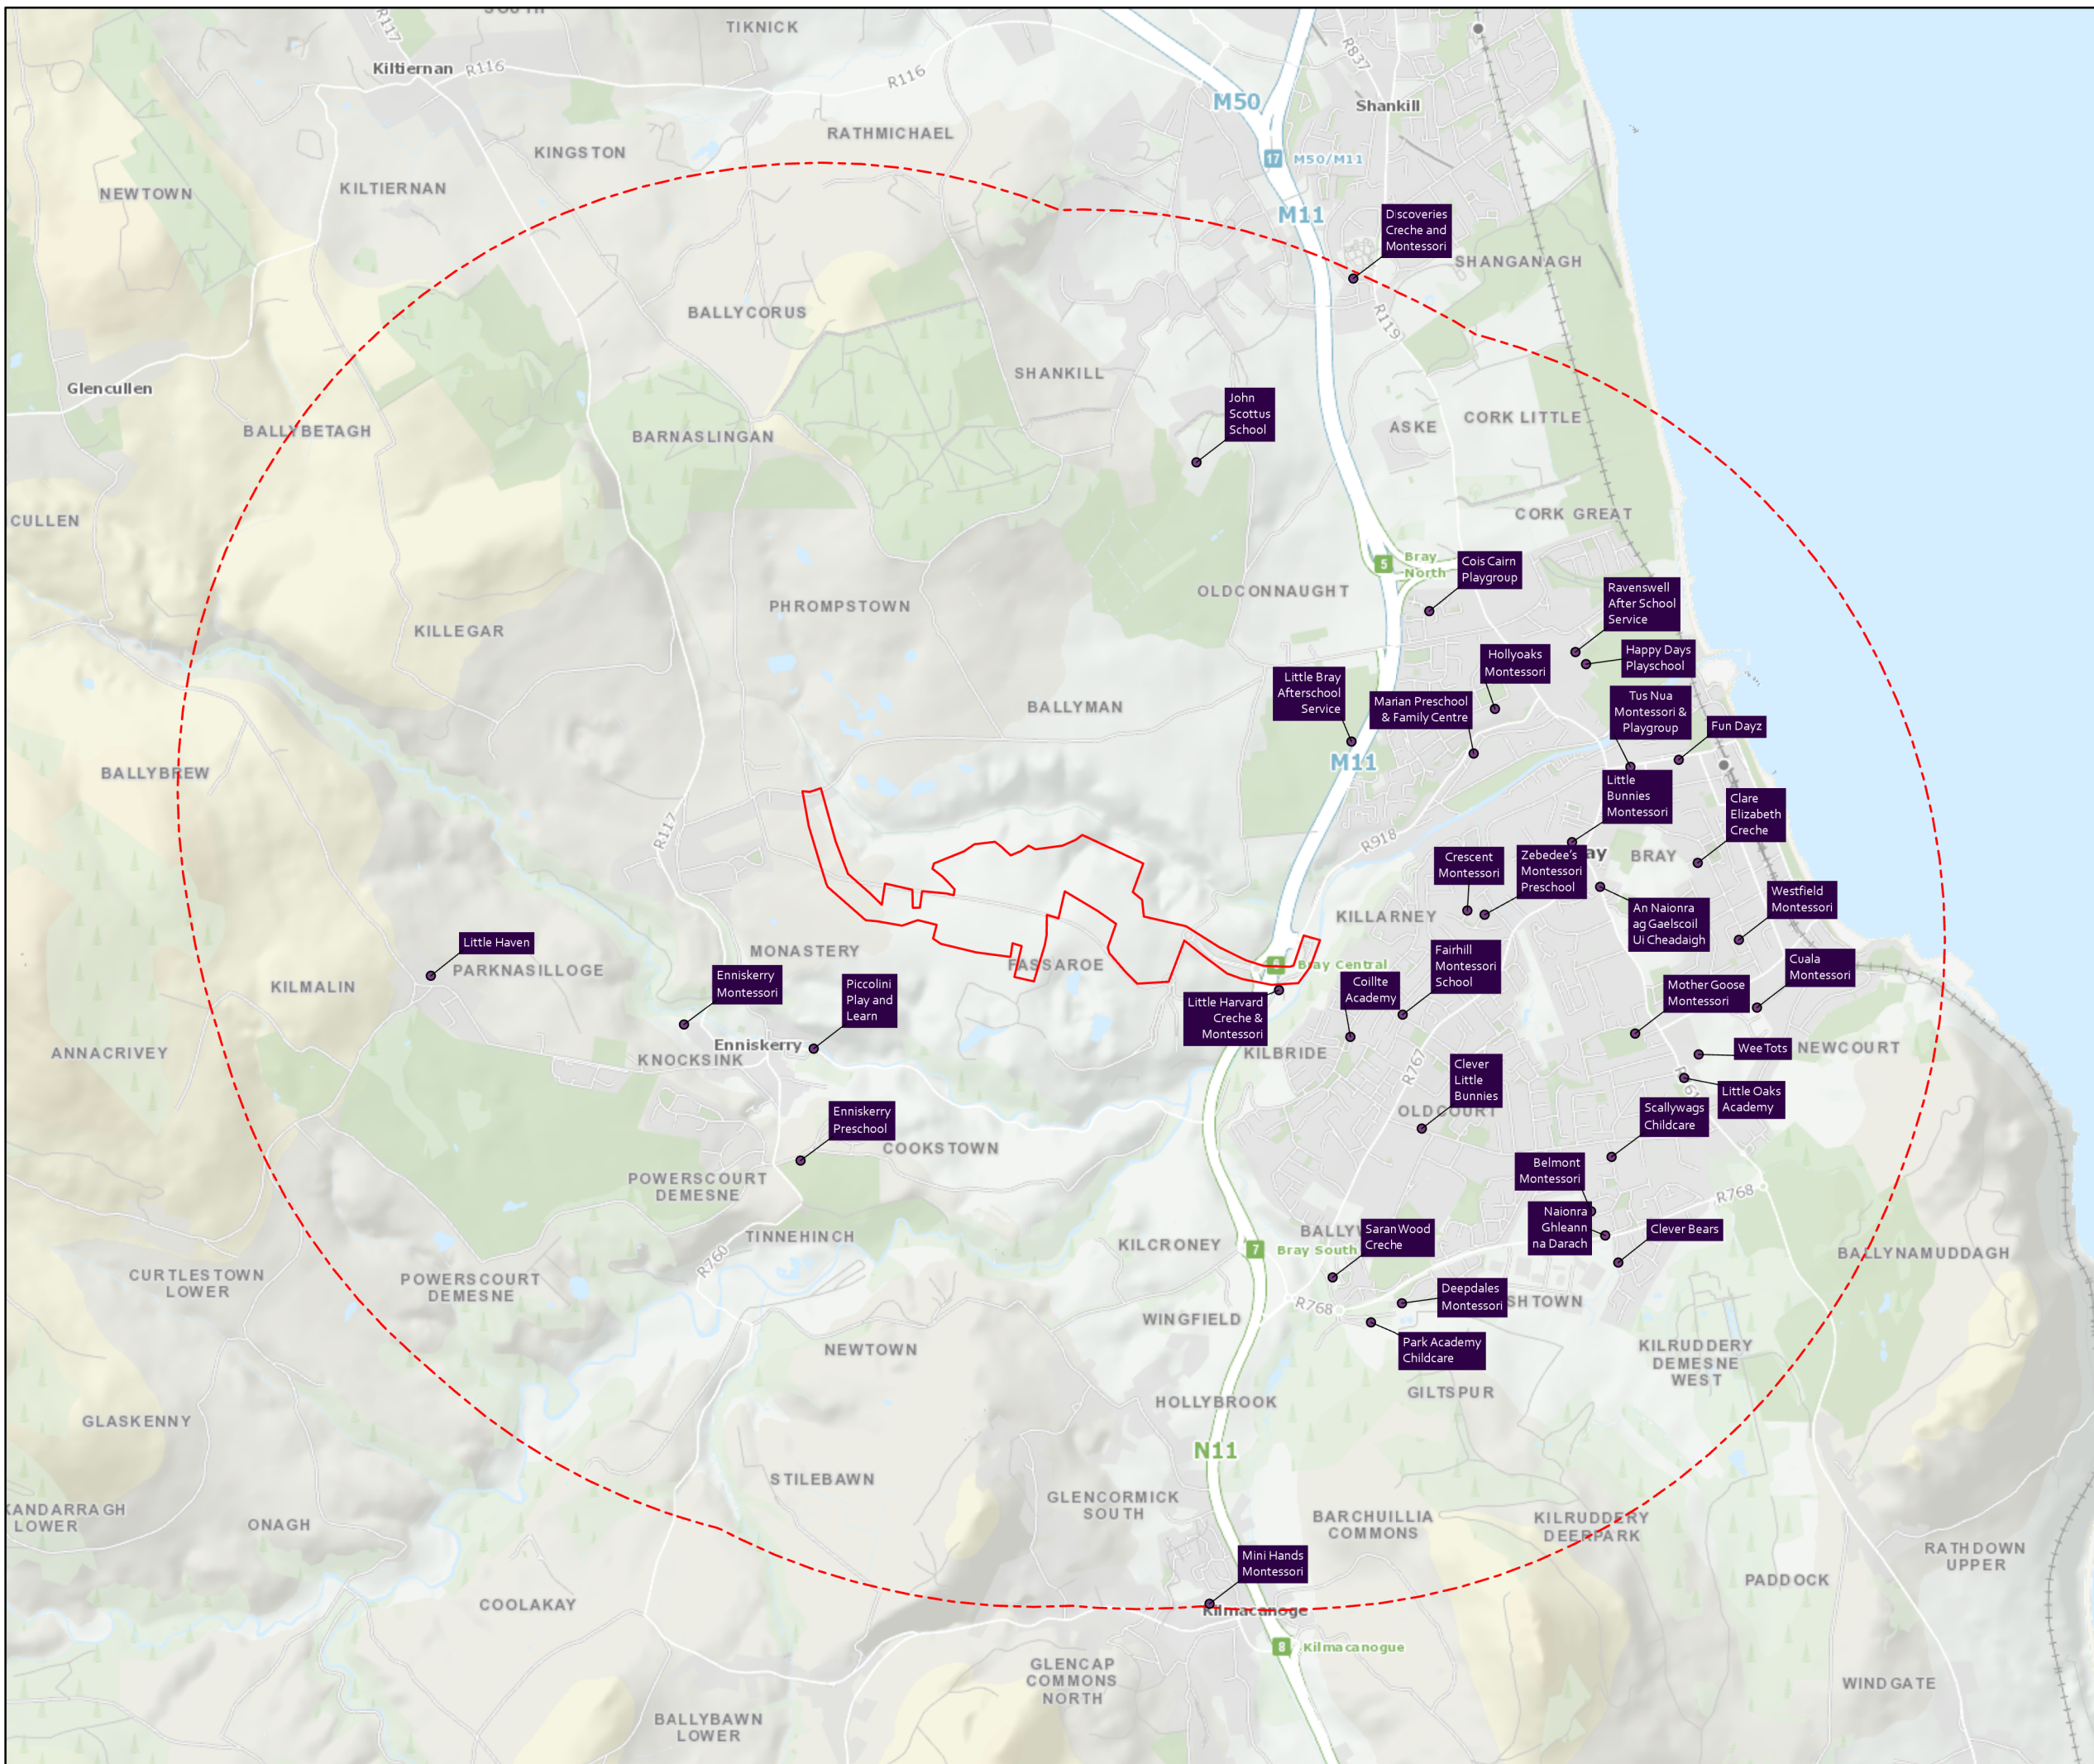 TIKNICK
R117
Kiltiernan
R116
R116
R837
M50
Shankill
RATHMICHAEL
KINGSTON
17
M50/M11
NEWTOWN
KILTIERNAN
M11
Discoveries
Creche and
Montessori
SHANGANAGH
BALLYCORUS
R119
SHANKILL
Glencullen
John
Scottus
School
CORK LITTLE
ASKE
BALLYBETAGH
BARNASLINGAN
CULLEN
CORK GREAT
5
Bray
North
Cois Cairn
Playgroup
OLDCONNAUGHT
Ravenswell
After School
Service
PHROMPSTOWN
KILLEGAR
Hollyoaks
Montessori
Happy Days
Playschool
Little Bray
Afterschool
Service
Marian Preschool
& Family Centre
Tus Nua
Montessori &
Playgroup
BALLYMAN
Fun Dayz
M11
BALLYBREW
Little
Bunnies
Montessori
Clare
Elizabeth
Creche
R117
R918
Crescent
Montessori
Zebedee's
Montessori
Preschool
ay
BRAY
Westfield
Montessori
KILLARNEY
An Naionra
ag Gaelscoil
Ui Cheadaigh
Little Haven
MONASTERY
FASSAROE
6
Bray Central
Fairhill
Montessori
School
Cuala
Montessori
PARKNASILLOGE
KILMALIN
Enniskerry
Montessori
Piccolini
Play and
Learn
Little Harvard
Creche &
Montessori
Coillte
Academy
Mother Goose
Montessori
ANNACRIVEY
Enniskerry
KNOCKSINK
KILBRIDE
R767
Wee Tots
NEWCOURT
Clever
Little
Bunnies
Little Oaks
Academy
OLDCOURT
Enniskerry
Preschool
Scallywags
Childcare
COOKSTOWN
POWERSCOURT
DEMESNE
Belmont
Montessori
R768
Naionra
Ghleann
na Darach
TINNEHINCH
KILCRONEY
7
Bray South
BALLYW
Saran Wood
Creche
Clever Bears
BALLYNAMUDDAGH
R760
CURTLESTOWN
LOWER
POWERSCOURT
DEMESNE
Deepdales
Montessori
SHTOWN
R768
WINGFIELD
Park Academy
Childcare
NEWTOWN
KILRUDDERY
DEMESNE
WEST
GILTSPUR
HOLLYBROOK
GLASKENNY
N11
STILEBAWN
GLENCORMICK
SOUTH
KANDARRAGH
LOWER
ONAGH
BARCHUILLIA
COMMONS
KILRUDDERY
DEERPARK
Mini Hands
Montessori
RATHDOWN
UPPER
PADDOCK
COOLAKAY
Kilmacanoge
8
Kilmacanogue
GLENCAP
COMMONS
NORTH
WINDGATE
BALLYBAWN
LOWER